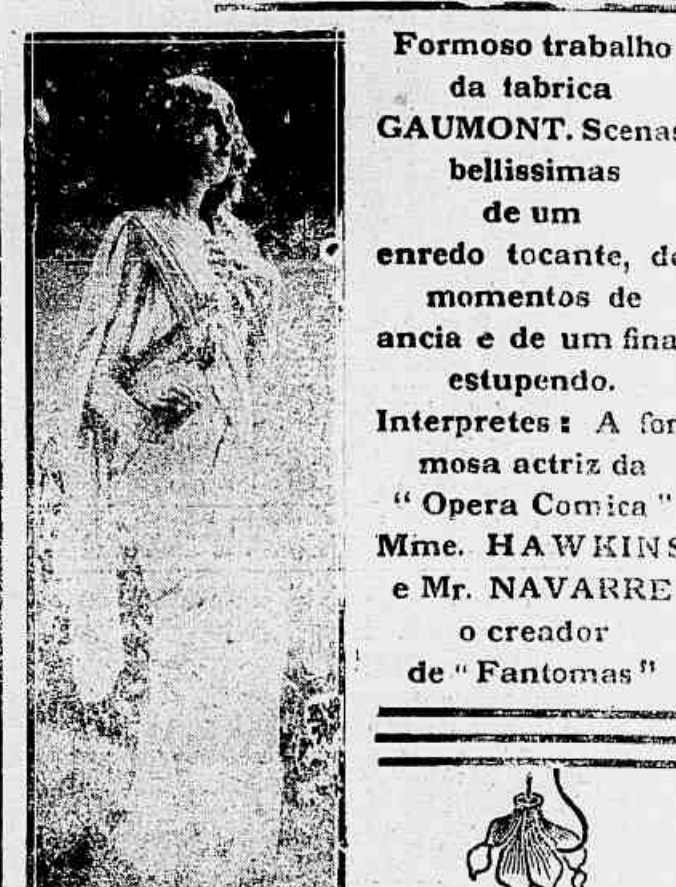 Formoso trabalho
da fabrica
GAUMONT. Scenas
bellissimas
de um
enredo tocante, de
momentos de
ancia e de um fina
estupendo.
Interpretes : A for
mosa actriz da
“ Opera Comica ”
Mme. HAWKINS
e Mr. NAVARRE
o creador
de “ Fantomas ”